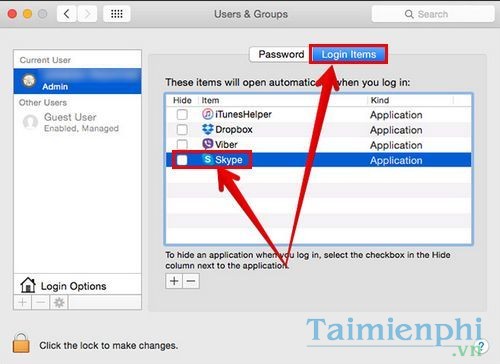 Users & Groups
Search
Password
Login Items
Current User
Admin
Other Users
Guest User
Enabled, Managed
Login Options
These items will open automatically when you log in:
Hide Item Kind
iTunesHelper Application
Dropbox Application
Viber Application
Skype Application
To hide an application when you log in, select the checkbox in the Hide
column next to the application.
Click the lock to make changes.
?
Taimienphi
.vn